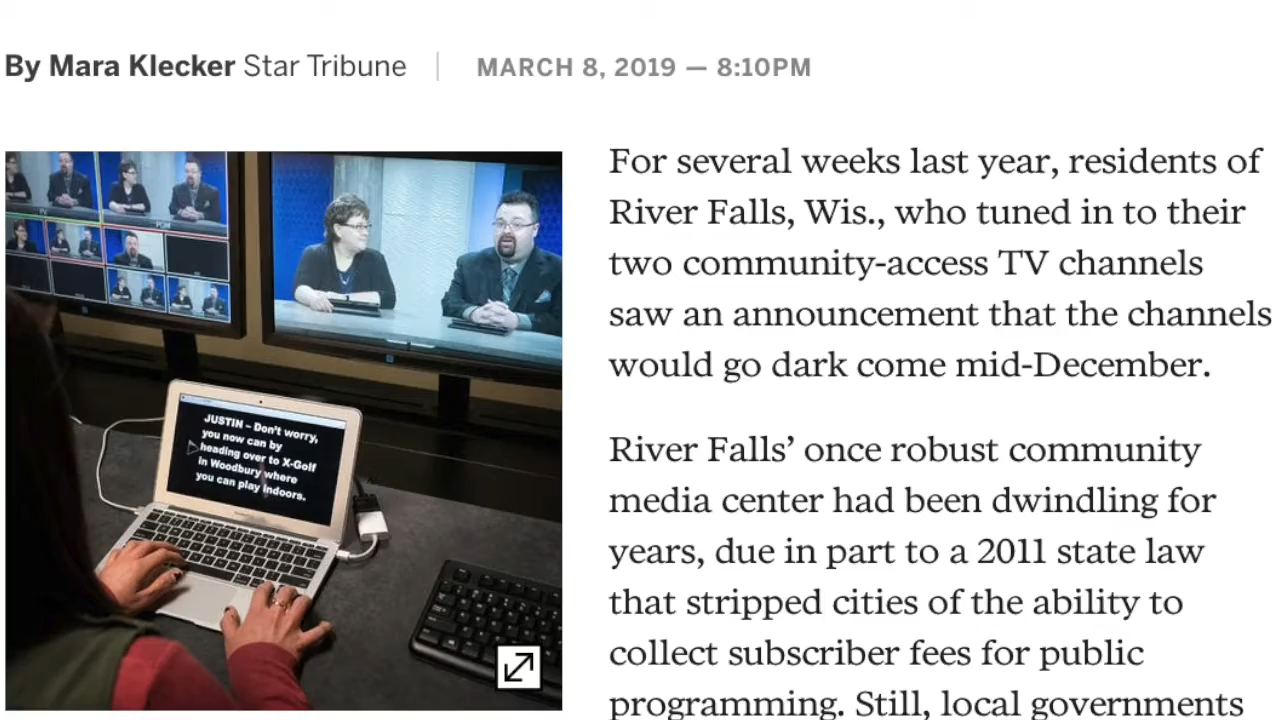 By Mara Klecker Star Tribune
MARCH 8, 2019 — 8:10PM
For several weeks last year, residents of
River Falls, Wis., who tuned in to their
two community-access TV channels
saw an announcement that the channels
would go dark come mid-December.
River Falls’ once robust community
media center had been dwindling for
years, due in part to a 2011 state law
that stripped cities of the ability to
collect subscriber fees for public
programming. Still, local governments
JUSTIN – Don’t worry,
you now can by
heading over to X-Golf
in Woodbury where
you can play indoors.